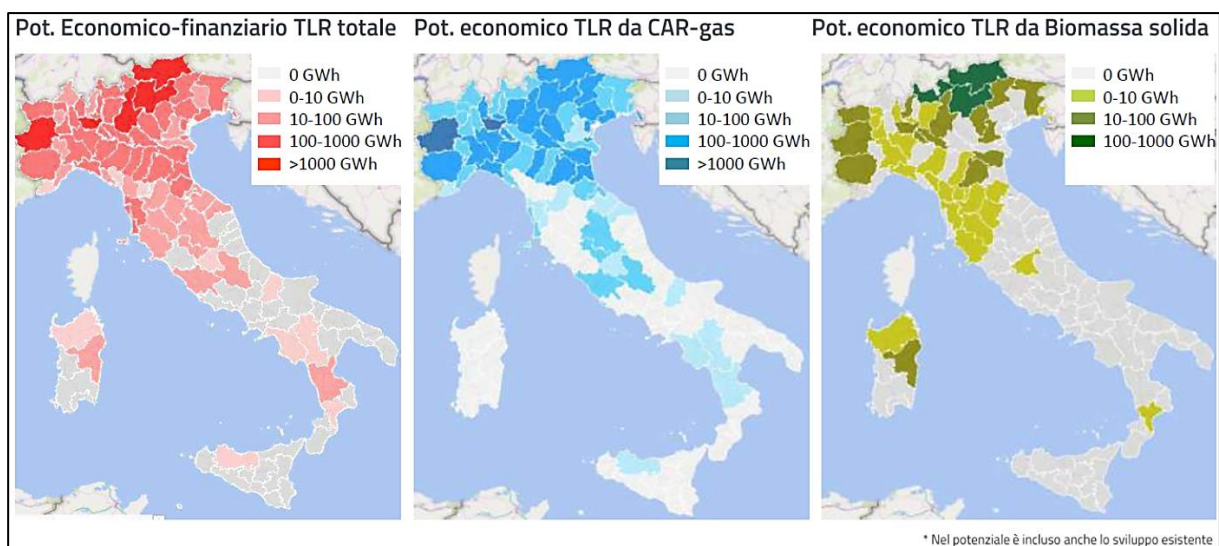 Pot. Economico-finanziario TLR totale
0 GWh
0-10 GWh
10-100 GWh
100-1000 GWh
>1000 GWh
Pot. economico TLR da CAR-gas
0 GWh
0-10 GWh
10-100 GWh
100-1000 GWh
>1000 GWh
Pot. economico TLR da Biomassa solida
0 GWh
0-10 GWh
10-100 GWh
100-1000 GWh
* Nel potenziale è incluso anche lo sviluppo esistente